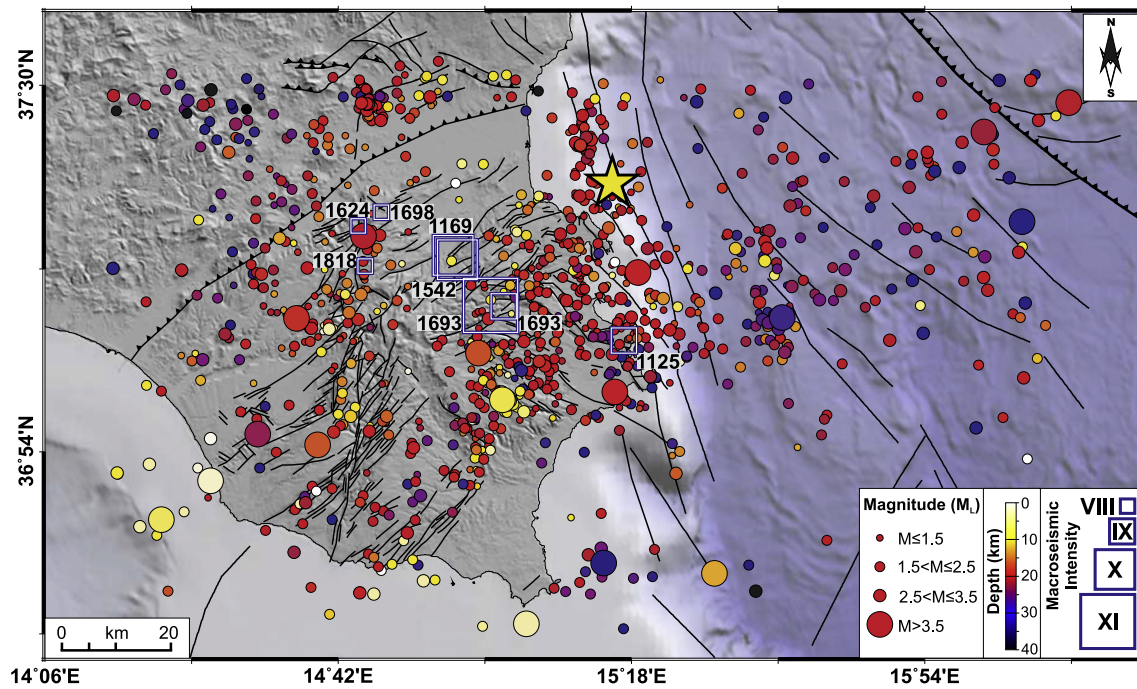 N
S
37˚30'N
36˚54'N
1624
1698
1169
1818
1542
1693
1693
1125
Magnitude (ML)
M≤1.5
1.5<M≤2.5
2.5<M≤3.5
M>3.5
Depth (km)
0
10
20
30
40
Macroseismic
Intensity
VIII
IX
X
XI
0 km 20
14˚06'E
14˚42'E
15˚18'E
15˚54'E